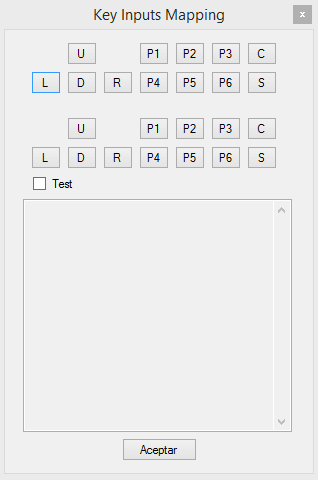 Key Inputs Mapping x
U P1 P2 P3 C
L D R P4 P5 P6 S
U P1 P2 P3 C
L D R P4 P5 P6 S
Test
Aceptar